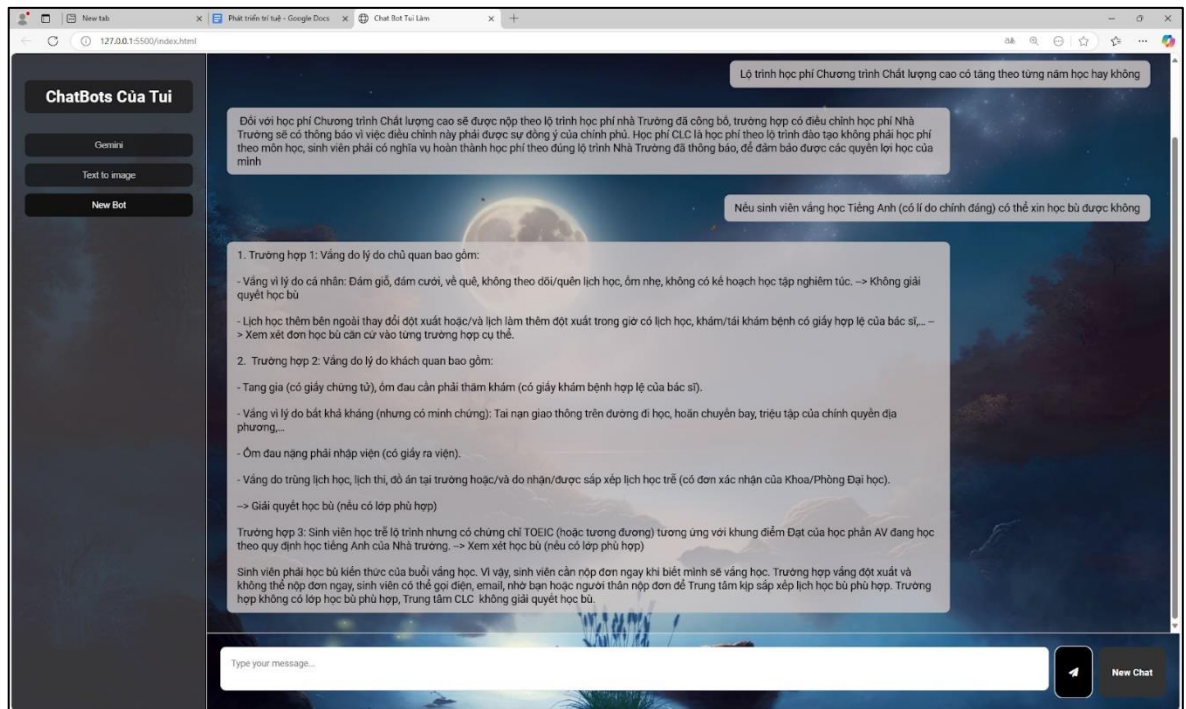 New tab
Phát triển trí tuệ - Google Docs
Chat Bot Tui Làm
127.0.0.1:5500/index.html
ChatBots Của Tui
Gemini
Text to image
New Bot
Lộ trình học phí Chương trình Chất lượng cao có tăng theo từng năm học hay không
Đối với học phí Chương trình Chất lượng cao sẽ được nộp theo lộ trình học phí nhà Trường đã công bố, trường hợp có điều chỉnh học phí Nhà
Trường sẽ có thông báo vì việc điều chỉnh này phải được sự đồng ý của chính phủ. Học phí CLC là học phí theo lộ trình đào tạo không phải học phí
theo môn học, sinh viên phải có nghĩa vụ hoàn thành học phí theo đúng lộ trình Nhà Trường đã thông báo, để đảm bảo được các quyền lợi học của
mình
Nếu sinh viên vắng học Tiếng Anh (có lí do chính đáng) có thể xin học bù được không
1. Trường hợp 1: Vắng do lý do chủ quan bao gồm:
- Vắng vì lý do cá nhân: Đám giỗ, đám cưới, về quê, không theo dõi/quên lịch học, ốm nhẹ, không có kế hoạch học tập nghiêm túc. –> Không giải
quyết học bù
- Lịch học thêm bên ngoài thay đổi đột xuất hoặc/và lịch làm thêm đột xuất trong giờ có lịch học, khám/tái khám bệnh có giấy hợp lệ của bác sĩ,... –
> Xem xét đơn học bù căn cứ vào từng trường hợp cụ thể.
2. Trường hợp 2: Vắng do lý do khách quan bao gồm:
- Tang gia (có giấy chứng tử), ốm đau cần phải thăm khám (có giấy khám bệnh hợp lệ của bác sĩ).
- Vắng vì lý do bất khả kháng (nhưng có minh chứng): Tai nạn giao thông trên đường đi học, hoãn chuyến bay, triệu tập của chính quyền địa
phương,...
- Ốm đau nặng phải nhập viện (có giấy ra viện).
- Vắng do trùng lịch học, lịch thi, đồ án tại trường hoặc/và do nhận/được sắp xếp lịch học trễ (có đơn xác nhận của Khoa/Phòng Đại học).
–> Giải quyết học bù (nếu có lớp phù hợp)
Trường hợp 3: Sinh viên học trễ lộ trình nhưng có chứng chỉ TOEIC (hoặc tương đương) tương ứng với khung điểm Đạt của học phần AV đang học
theo quy định học tiếng Anh của Nhà trường. –> Xem xét học bù (nếu có lớp phù hợp)
Sinh viên phải học bù kiến thức của buổi vắng học. Vì vậy, sinh viên cần nộp đơn ngay khi biết mình sẽ vắng học. Trường hợp vắng đột xuất và
không thể nộp đơn ngay, sinh viên có thể gọi điện, email, nhờ bạn hoặc người thân nộp đơn để Trung tâm kịp sắp xếp lịch học bù phù hợp. Trường
hợp không có lớp học bù phù hợp, Trung tâm CLC không giải quyết học bù.
Type your message...
New Chat